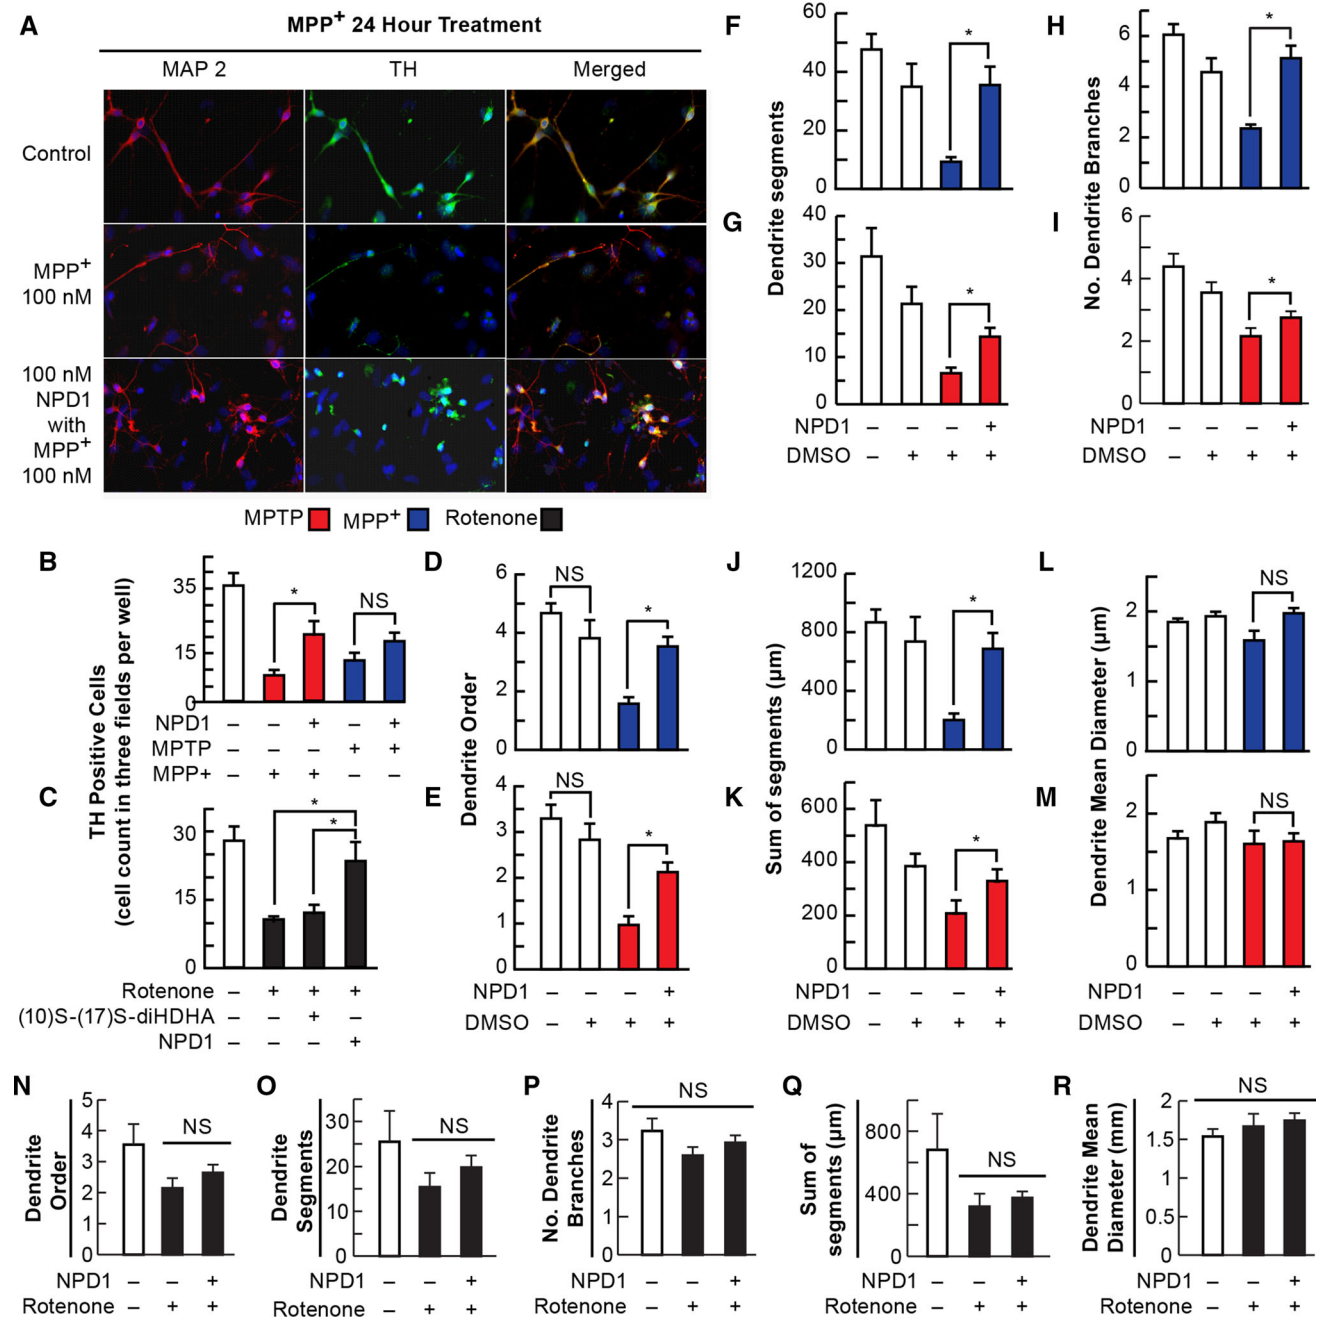 A
MPP+ 24 Hour Treatment
MAP 2 TH Merged
Control
MPP+
100 nM
100 nM
NPD1
with
MPP+
100 nM
MPTP MPP+ Rotenone
B
TH Positive Cells
(cell count in three fields per well)
35
15
0
* NS
NPD1 – – + – +
MPTP – – – + +
MPP+ – + + – –
C
30
15
0
*
*
Rotenone – + + +
(10)S-(17)S-diHDHA – – + –
NPD1 – – – +
D
Dendrite Order
6
4
2
0
NS *
E
4
3
2
1
0
NS *
NPD1 – – – +
DMSO – + + +
F
Dendrite segments
60
40
20
0
*
G
40
30
20
10
0
*
NPD1 – – – +
DMSO – + + +
H
No. Dendrite Branches
6
4
2
0
*
I
6
4
2
0
*
NPD1 – – – +
DMSO – + + +
J
Sum of segments (µm)
1200
800
400
0
*
K
600
400
200
0
*
NPD1 – – – +
DMSO – + + +
L
Dendrite Mean Diameter (µm)
2
1
0
NS
M
2
1
0
NS
NPD1 – – – +
DMSO – + + +
N
Dendrite
Order
5
4
3
2
1
0
NS
NPD1 – – +
Rotenone – + +
O
Dendrite
Segments
30
20
10
0
NS
NPD1 – – +
Rotenone – + +
P
No. Dendrite
Branches
4
3
2
1
0
NS
NPD1 – – +
Rotenone – + +
Q
Sum of
segments (µm)
800
400
0
NS
NPD1 – – +
Rotenone – + +
R
Dendrite Mean
Diameter (mm)
2
1.5
1
0.5
0
NS
NPD1 – – +
Rotenone – + +